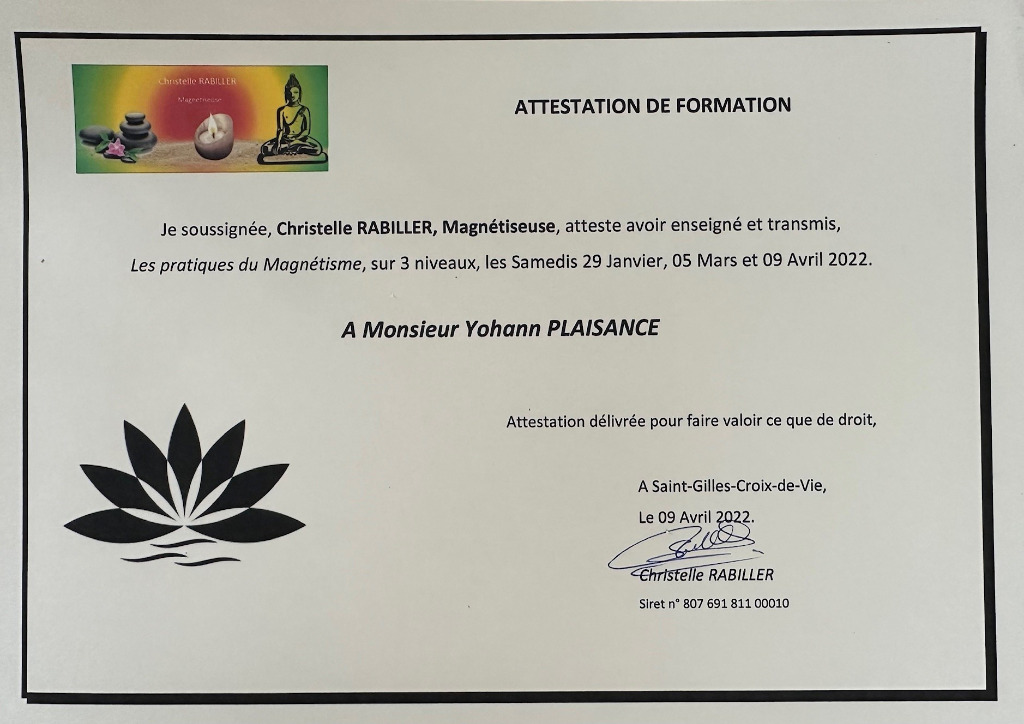 Christelle RABILLER
Magnétiseuse
ATTESTATION DE FORMATION
Je soussignée, Christelle RABILLER, Magnétiseuse, atteste avoir enseigné et transmis,
Les pratiques du Magnétisme, sur 3 niveaux, les Samedis 29 Janvier, 05 Mars et 09 Avril 2022.
A Monsieur Yohann PLAISANCE
Attestation délivrée pour faire valoir ce que de droit,
A Saint-Gilles-Croix-de-Vie,
Le 09 Avril 2022.
Christelle RABILLER
Siret n° 807 691 811 00010